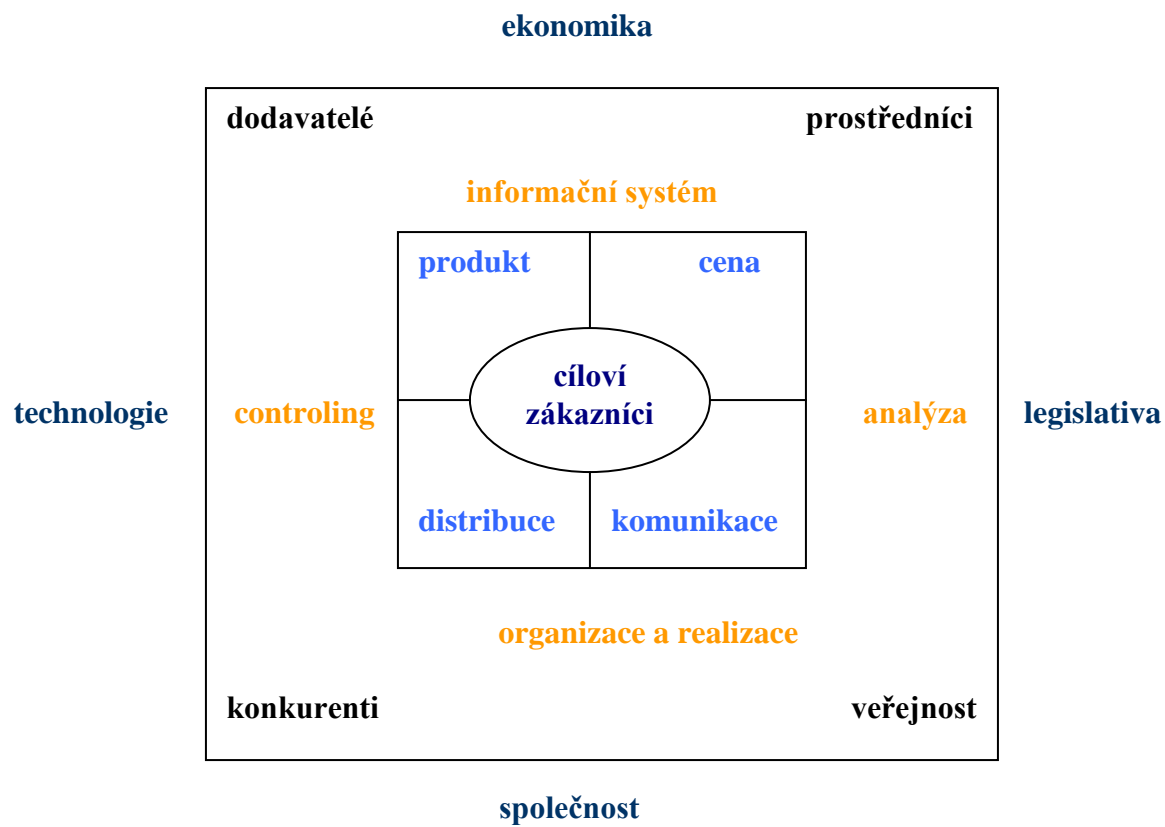 ekonomika
dodavatelé
prostředníci
informační systém
produkt
cena
cíloví
zákazníci
technologie
controling
analýza
legislativa
distribuce
komunikace
organizace a realizace
konkurenti
veřejnost
společnost